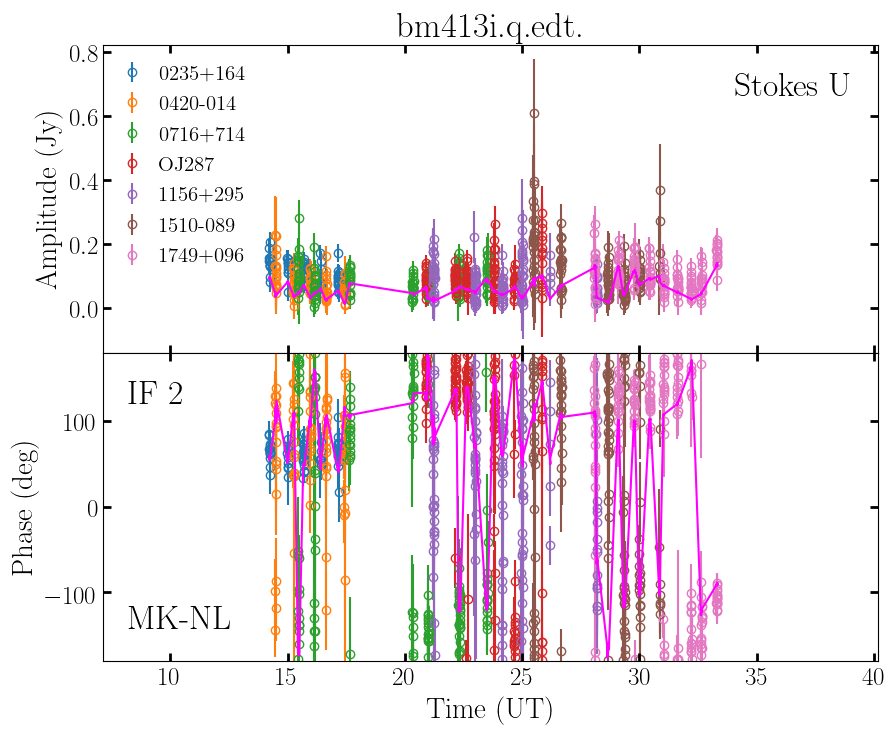 bm413i.q.edt.
0.8
0.6
0.4
0.2
0.0
Amplitude (Jy)
0235+164
0420-014
0716+714
OJ287
1156+295
1510-089
1749+096
Stokes U
IF 2
MK-NL
100
0
−100
Phase (deg)
10
15
20
25
30
35
40
Time (UT)